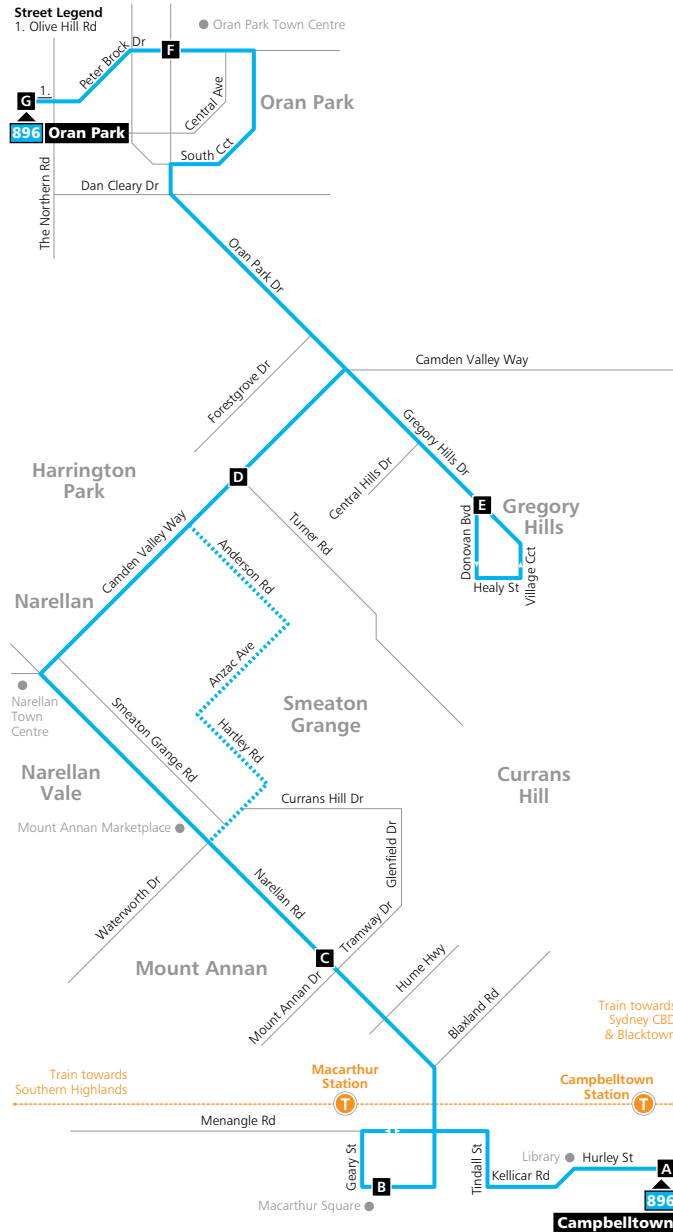 Street Legend
1. Olive Hill Rd
Oran Park Town Centre
Peter Brock Dr
F
1.
G
Central Ave
Oran Park
896 Oran Park
South Cct
The Northern Rd
Dan Cleary Dr
Oran Park Dr
Camden Valley Way
Forestgrove Dr
Gregory Hills Dr
Harrington
Park
D
Central Hills Dr
E
Gregory
Hills
Donovan Bvd
Turner Rd
Camden Valley Way
Anderson Rd
Village Cct
Healy St
Narellan
Anzac Ave
Narellan
Town
Centre
Smeaton
Grange
Smeaton Grange Rd
Hartley Rd
Narellan
Vale
Currans
Hill
Currans Hill Dr
Mount Annan Marketplace
Glenfield Dr
Narellan Rd
Waterworth Dr
Tramway Dr
C
Mount Annan
Mount Annan Dr
Hume Hwy
Blaxland Rd
Train towards
Sydney CBD
& Blacktown
Train towards
Southern Highlands
Macarthur
Station
T
Campbelltown
Station
T
Menangle Rd
Geary St
Tindall St
Library
Hurley St
A
Kellicar Rd
B
Macarthur Square
896
Campbelltown